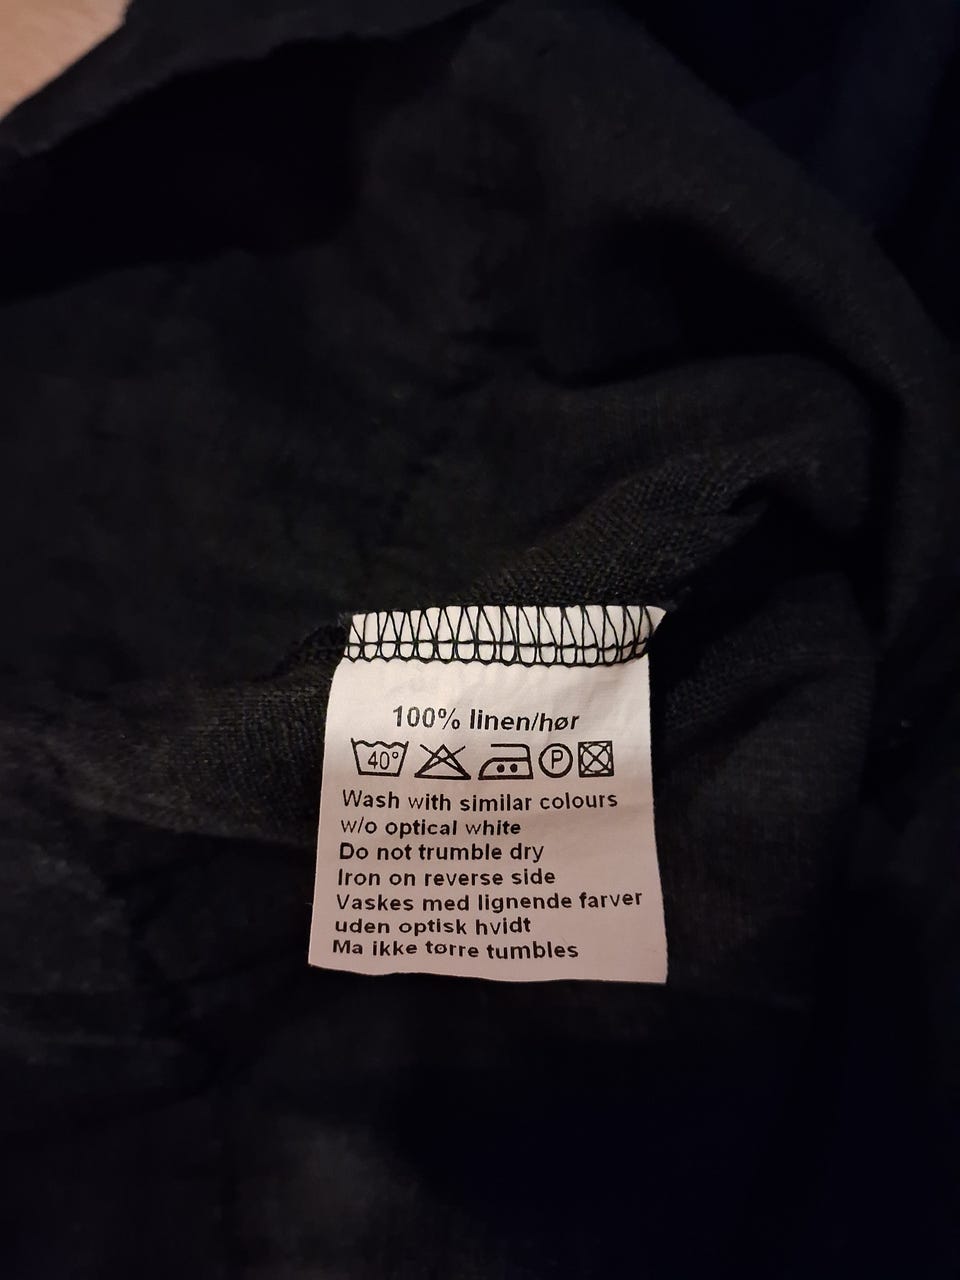 100% linen/hør
40° P
Wash with similar colours
w/o optical white
Do not trumble dry
Iron on reverse side
Vaskes med lignende farver
uden optisk hvidt
Ma ikke tørre tumbles